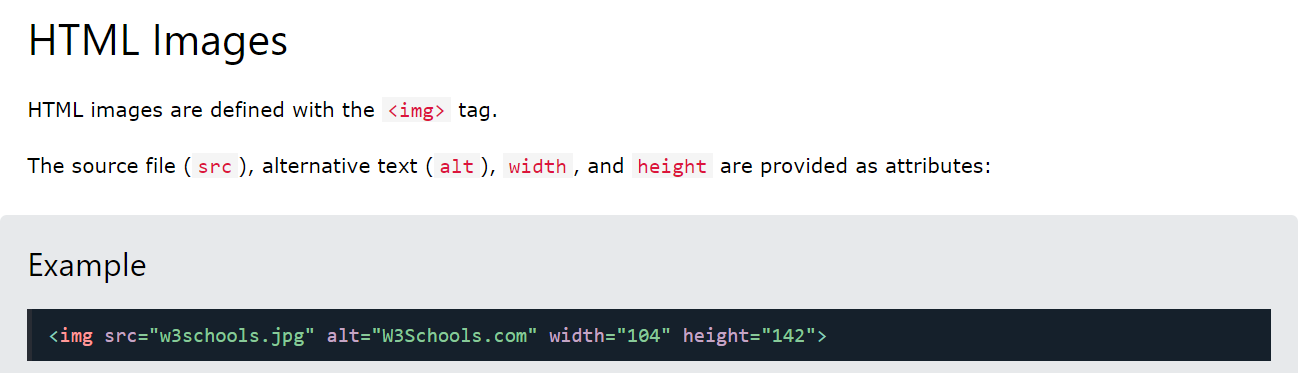 HTML Images
HTML images are defined with the <img> tag.
The source file (src), alternative text (alt), width, and height are provided as attributes:
Example
<img src="w3schools.jpg" alt="W3Schools.com" width="104" height="142">